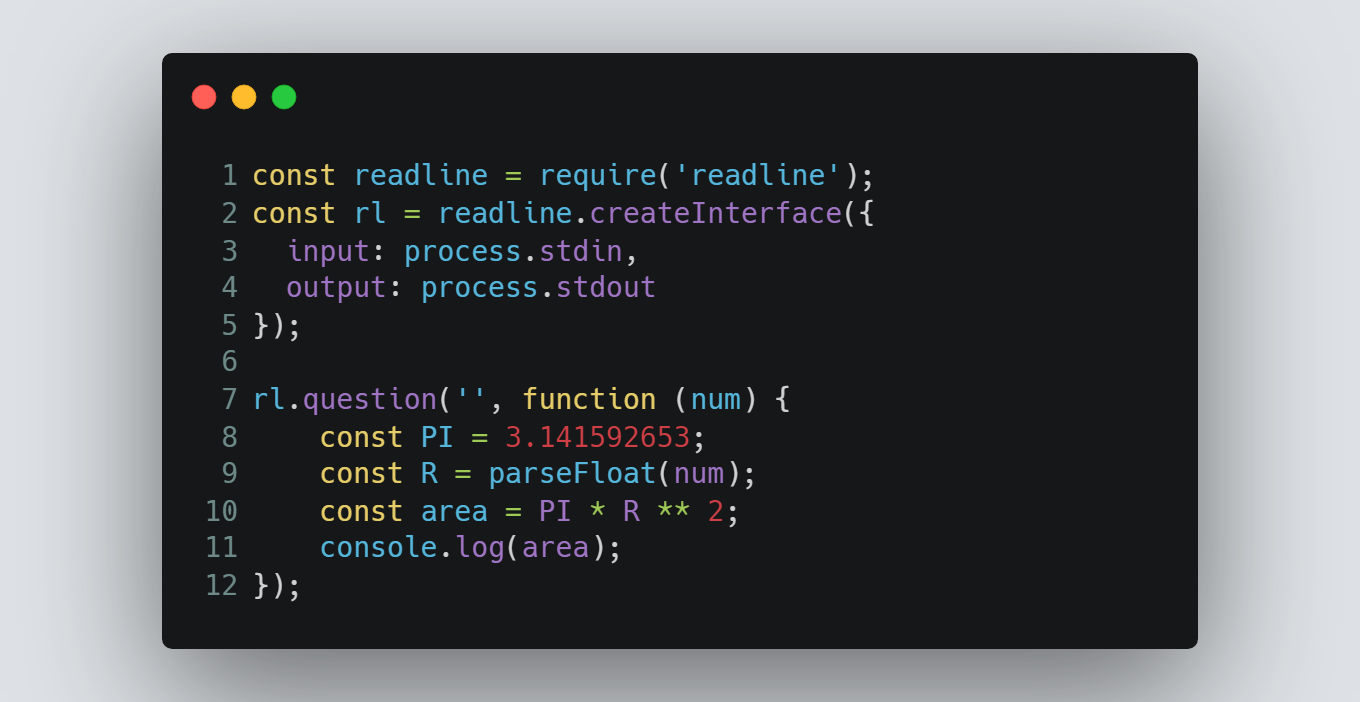 1 const readline = require('readline');
2 const rl = readline.createInterface({
3   input: process.stdin,
4   output: process.stdout
5 });
6
7 rl.question('', function (num) {
8     const PI = 3.141592653;
9     const R = parseFloat(num);
10     const area = PI * R ** 2;
11     console.log(area);
12 });